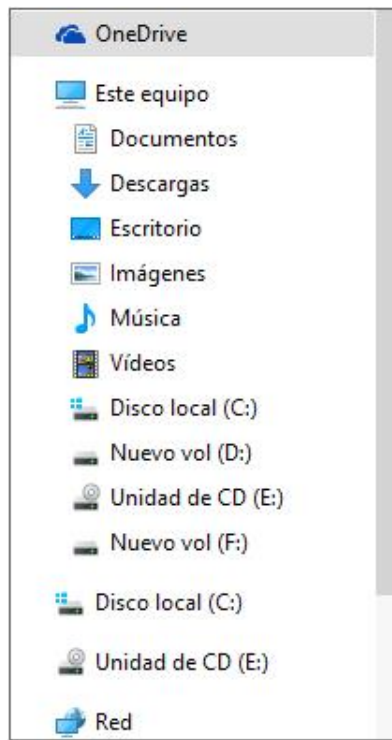 OneDrive
Este equipo
Documentos
Descargas
Escritorio
Imágenes
Música
Vídeos
Disco local (C:)
Nuevo vol (D:)
Unidad de CD (E:)
Nuevo vol (F:)
Disco local (C:)
Unidad de CD (E:)
Red